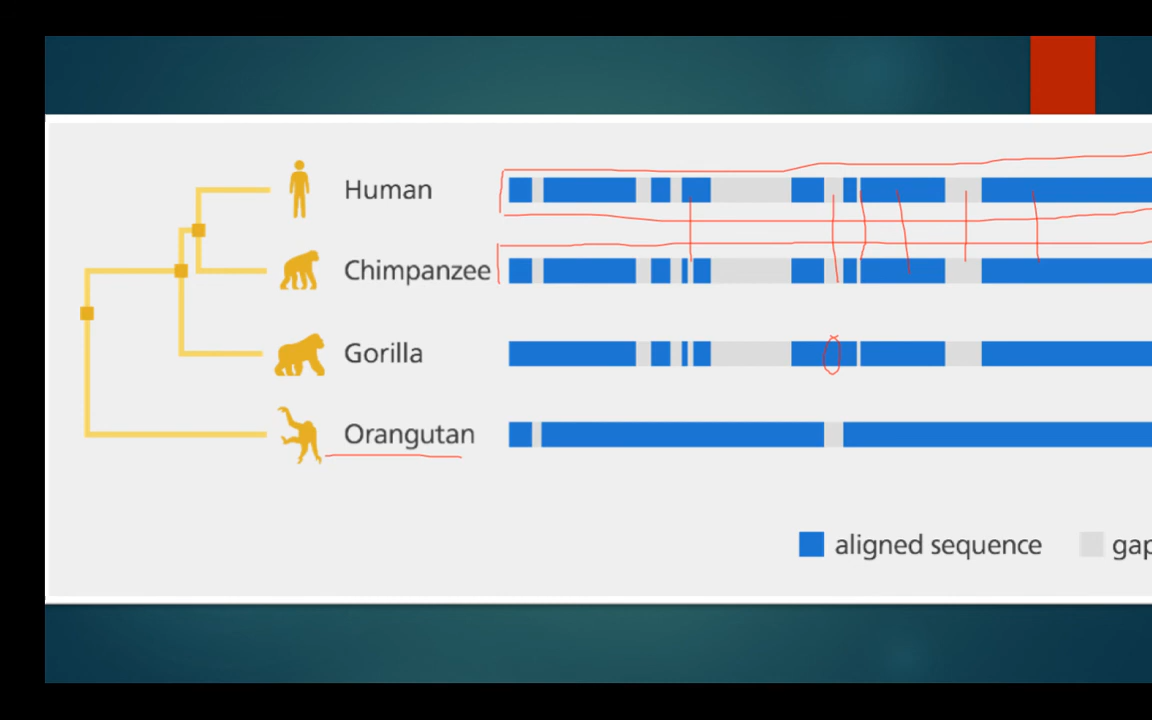 Human
Chimpanzee
Gorilla
Orangutan
aligned sequence
gap